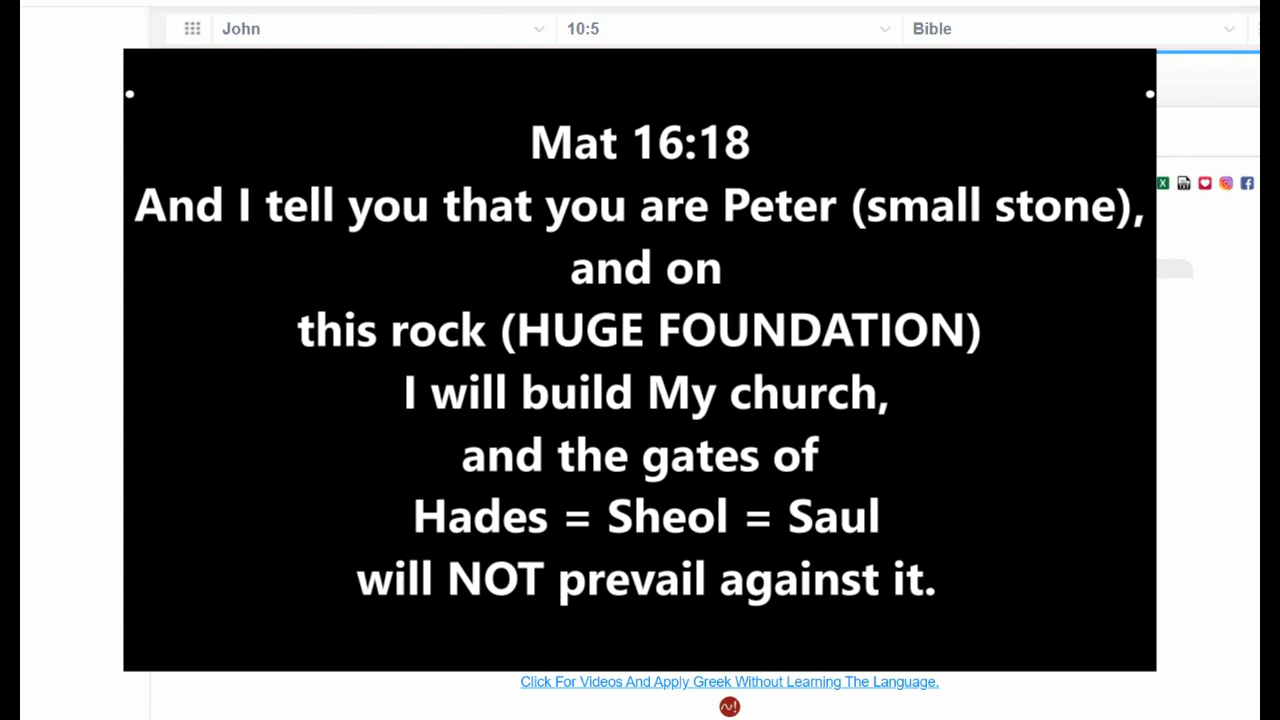 John
10:5
Bible
Mat 16:18
And I tell you that you are Peter (small stone),
and on
this rock (HUGE FOUNDATION)
I will build My church,
and the gates of
Hades = Sheol = Saul
will NOT prevail against it.
Click For Videos And Apply Greek Without Learning The Language.